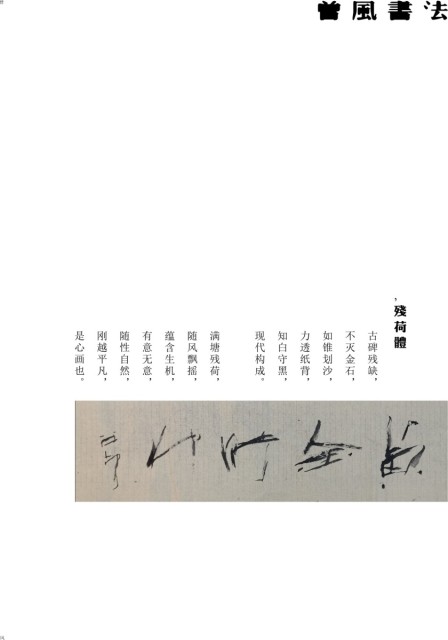 曾風書法
殘荷體
古碑残缺，
不灭金石，
如锥划沙，
力透纸背，
知白守黑，
现代构成。
满塘残荷，
随风飘摇，
蕴含生机，
有意无意，
随性自然，
刚越平凡，
是心画也。